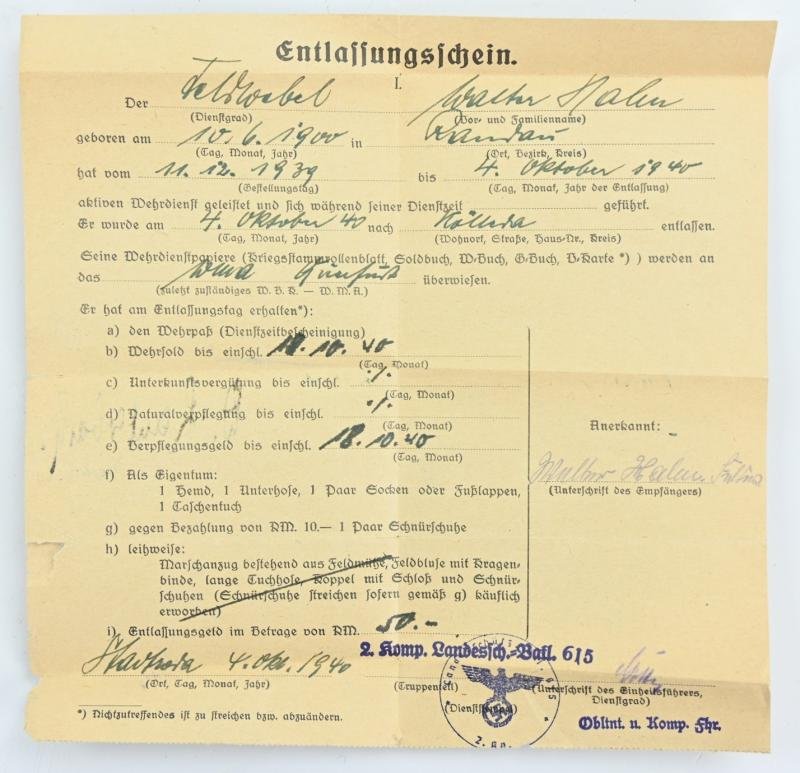 Entlassungsschein.
I.
Der Feldwebel Walter Hahn
(Dienstgrad) (Vor- und Familienname)
geboren am 10. 6. 1900 in Landau
(Tag, Monat, Jahr) (Ort, Bezirk, Kreis)
hat vom 11. 12. 1939 bis 4. Oktober 1940
(Gestellungstag) (Tag, Monat, Jahr der Entlassung)
aktiven Wehrdienst geleistet und sich während seiner Dienstzeit geführt.
Er wurde am 4. Oktober 40 nach Kölleda entlassen.
(Tag, Monat, Jahr) (Wohnort, Straße, Haus-Nr., Kreis)
Seine Wehrdienstpapiere (Kriegsstammrollenblatt, Soldbuch, W-Buch, G-Buch, B-Karte *) ) werden an
das überwiesen.
(zuletzt zuständiges W. B. K. — W. M. A.)
Er hat am Entlassungstag erhalten*):
a) den Wehrpaß (Dienstzeitbescheinigung)
b) Wehrsold bis einschl. 18. 10. 40
(Tag, Monat)
c) Unterkunftsvergütung bis einschl. ·/.
(Tag, Monat)
d) Naturalverpflegung bis einschl. ·/.
(Tag, Monat)
e) Verpflegungsgeld bis einschl. 18. 10. 40
(Tag, Monat)
f) Als Eigentum:
1 Hemd, 1 Unterhose, 1 Paar Socken oder Fußlappen,
1 Taschentuch
g) gegen Bezahlung von RM. 10.— 1 Paar Schnürschuhe
h) leihweise:
Marschanzug bestehend aus Feldmütze, Feldbluse mit Kragen-
binde, lange Tuchhose, Koppel mit Schloß und Schnür-
schuhen (Schnürschuhe streichen sofern gemäß g) käuflich
erworben)
i) Entlassungsgeld im Betrage von RM. 50.-
Anerkannt:
Walter Hahn
(Unterschrift des Empfängers)
2. Komp. Landessch.-Batl. 615
4. Okt. 1940
(Ort, Tag, Monat, Jahr) (Truppenteil) (Unterschrift des Einheitsführers,
(Dienststempel) Dienstgrad)
*) Nichtzutreffendes ist zu streichen bzw. abzuändern.
Obltnt. u. Komp. Fhr.